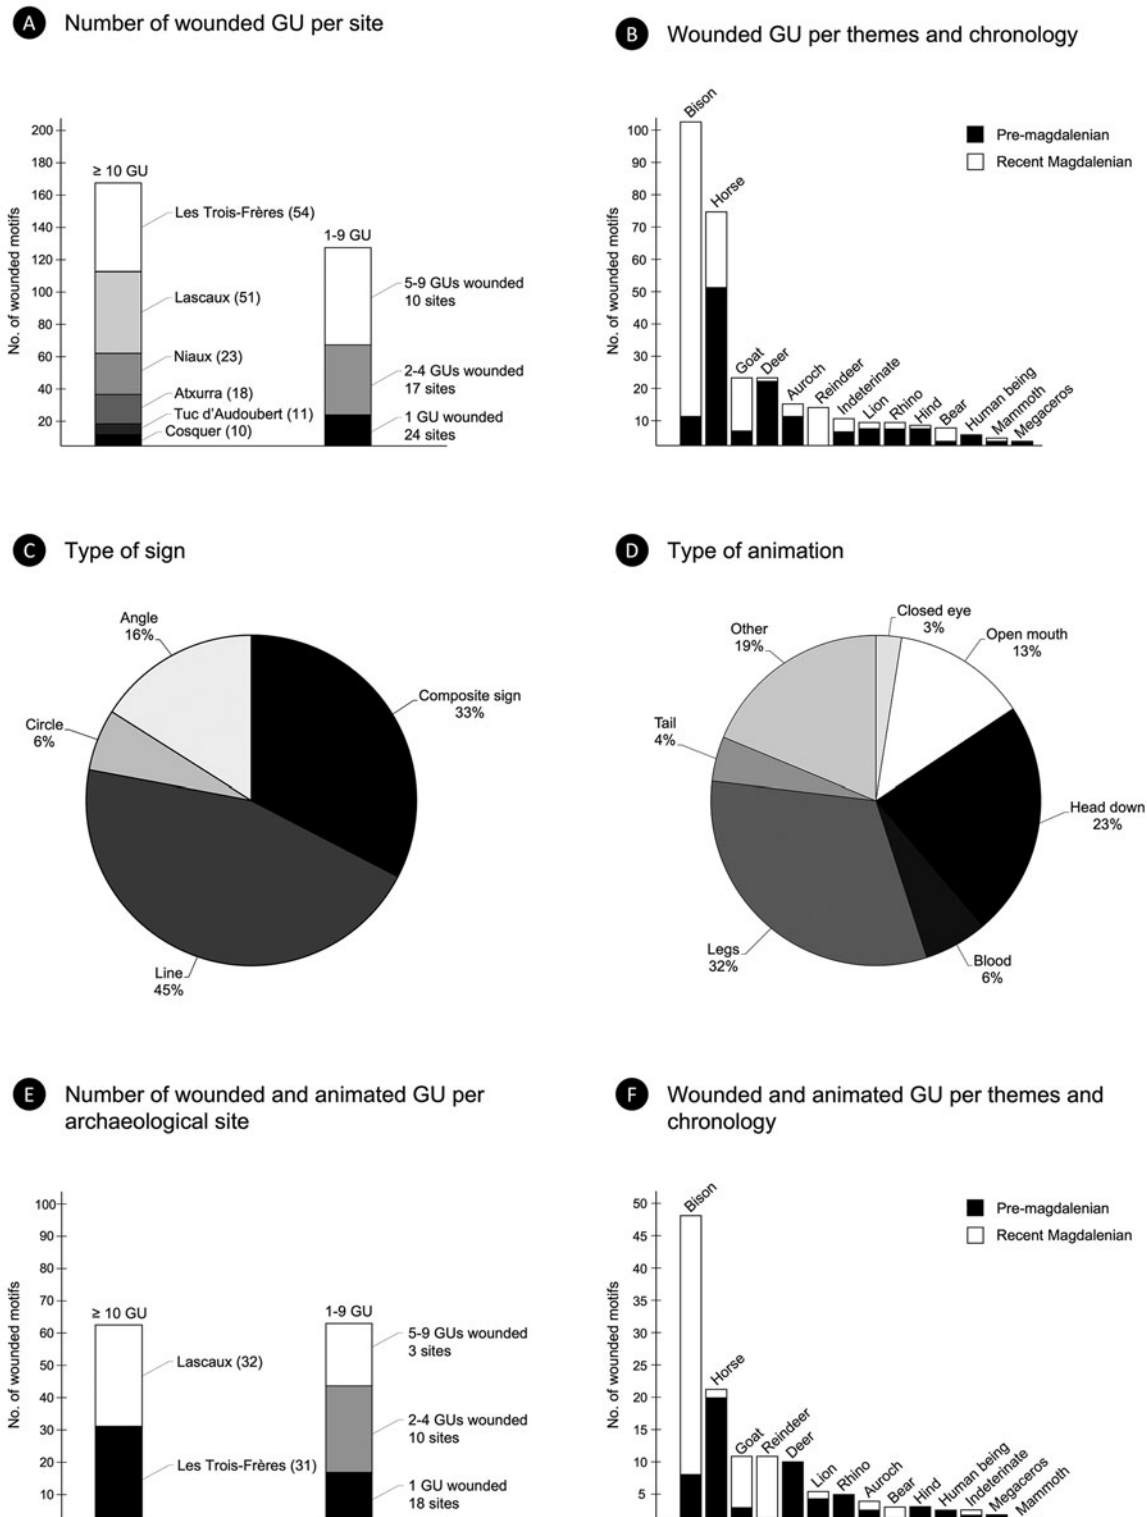 A Number of wounded GU per site
No. of wounded motifs
200
180
160
140
120
100
80
60
40
20
≥ 10 GU
Les Trois-Frères (54)
Lascaux (51)
Niaux (23)
Atxurra (18)
Tuc d'Audoubert (11)
Cosquer (10)
1-9 GU
5-9 GUs wounded
10 sites
2-4 GUs wounded
17 sites
1 GU wounded
24 sites
B Wounded GU per themes and chronology
No. of wounded motifs
100
90
80
70
60
50
40
30
20
10
Bison
Horse
Goat
Deer
Auroch
Reindeer
Indeterinate
Lion
Rhino
Hind
Bear
Human being
Mammoth
Megaceros
Pre-magdalenian
Recent Magdalenian
C Type of sign
Angle
16%
Composite sign
33%
Circle
6%
Line
45%
D Type of animation
Closed eye
3%
Open mouth
13%
Other
19%
Tail
4%
Head down
23%
Legs
32%
Blood
6%
E Number of wounded and animated GU per
archaeological site
No. of wounded motifs
100
90
80
70
60
50
40
30
20
10
≥ 10 GU
Lascaux (32)
Les Trois-Frères (31)
1-9 GU
5-9 GUs wounded
3 sites
2-4 GUs wounded
10 sites
1 GU wounded
18 sites
F Wounded and animated GU per themes and
chronology
No. of wounded motifs
50
45
40
35
30
25
20
15
10
5
Bison
Horse
Goat
Reindeer
Deer
Lion
Rhino
Auroch
Bear
Hind
Human being
Indeterinate
Megaceros
Mammoth
Pre-magdalenian
Recent Magdalenian